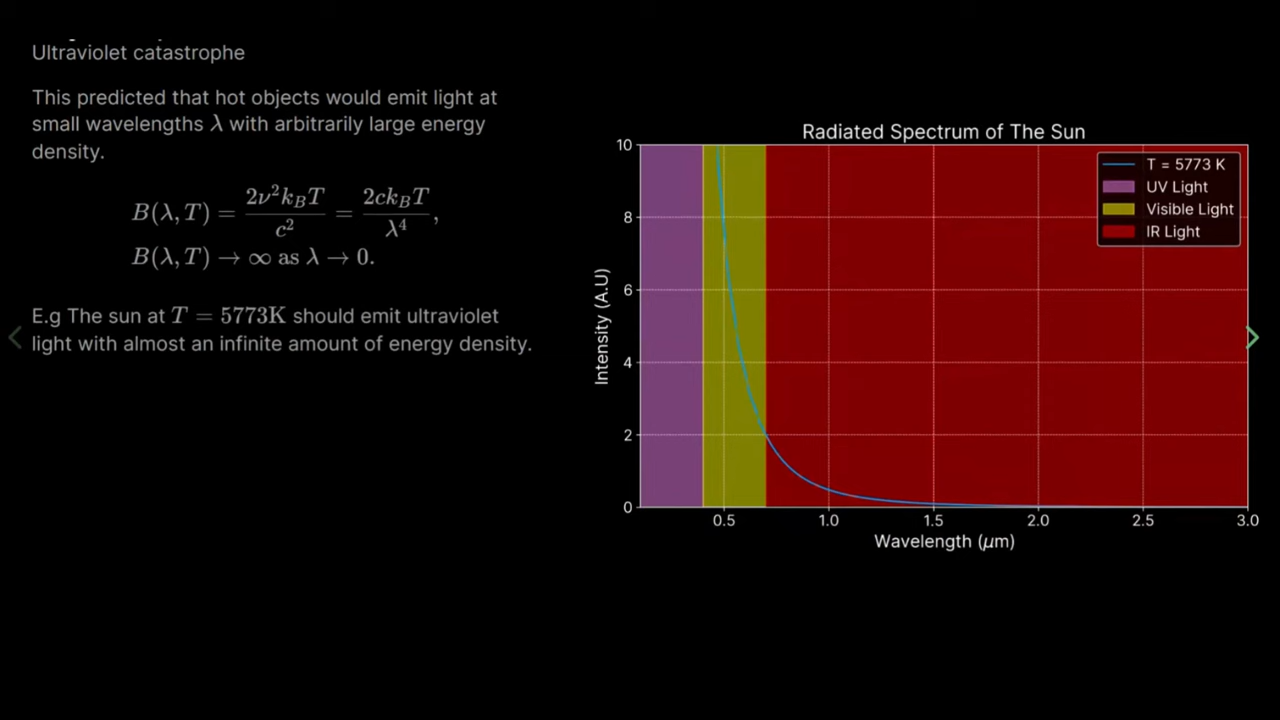 Ultraviolet catastrophe
This predicted that hot objects would emit light at
small wavelengths λ with arbitrarily large energy
density.
B(λ, T) = 2ν²k_BT / c² = 2ck_BT / λ⁴,
B(λ, T) → ∞ as λ → 0.
E.g The sun at T = 5773K should emit ultraviolet
light with almost an infinite amount of energy density.
Radiated Spectrum of The Sun
T = 5773 K
UV Light
Visible Light
IR Light
Intensity (A.U)
10
8
6
4
2
0
0.5 1.0 1.5 2.0 2.5 3.0
Wavelength (μm)